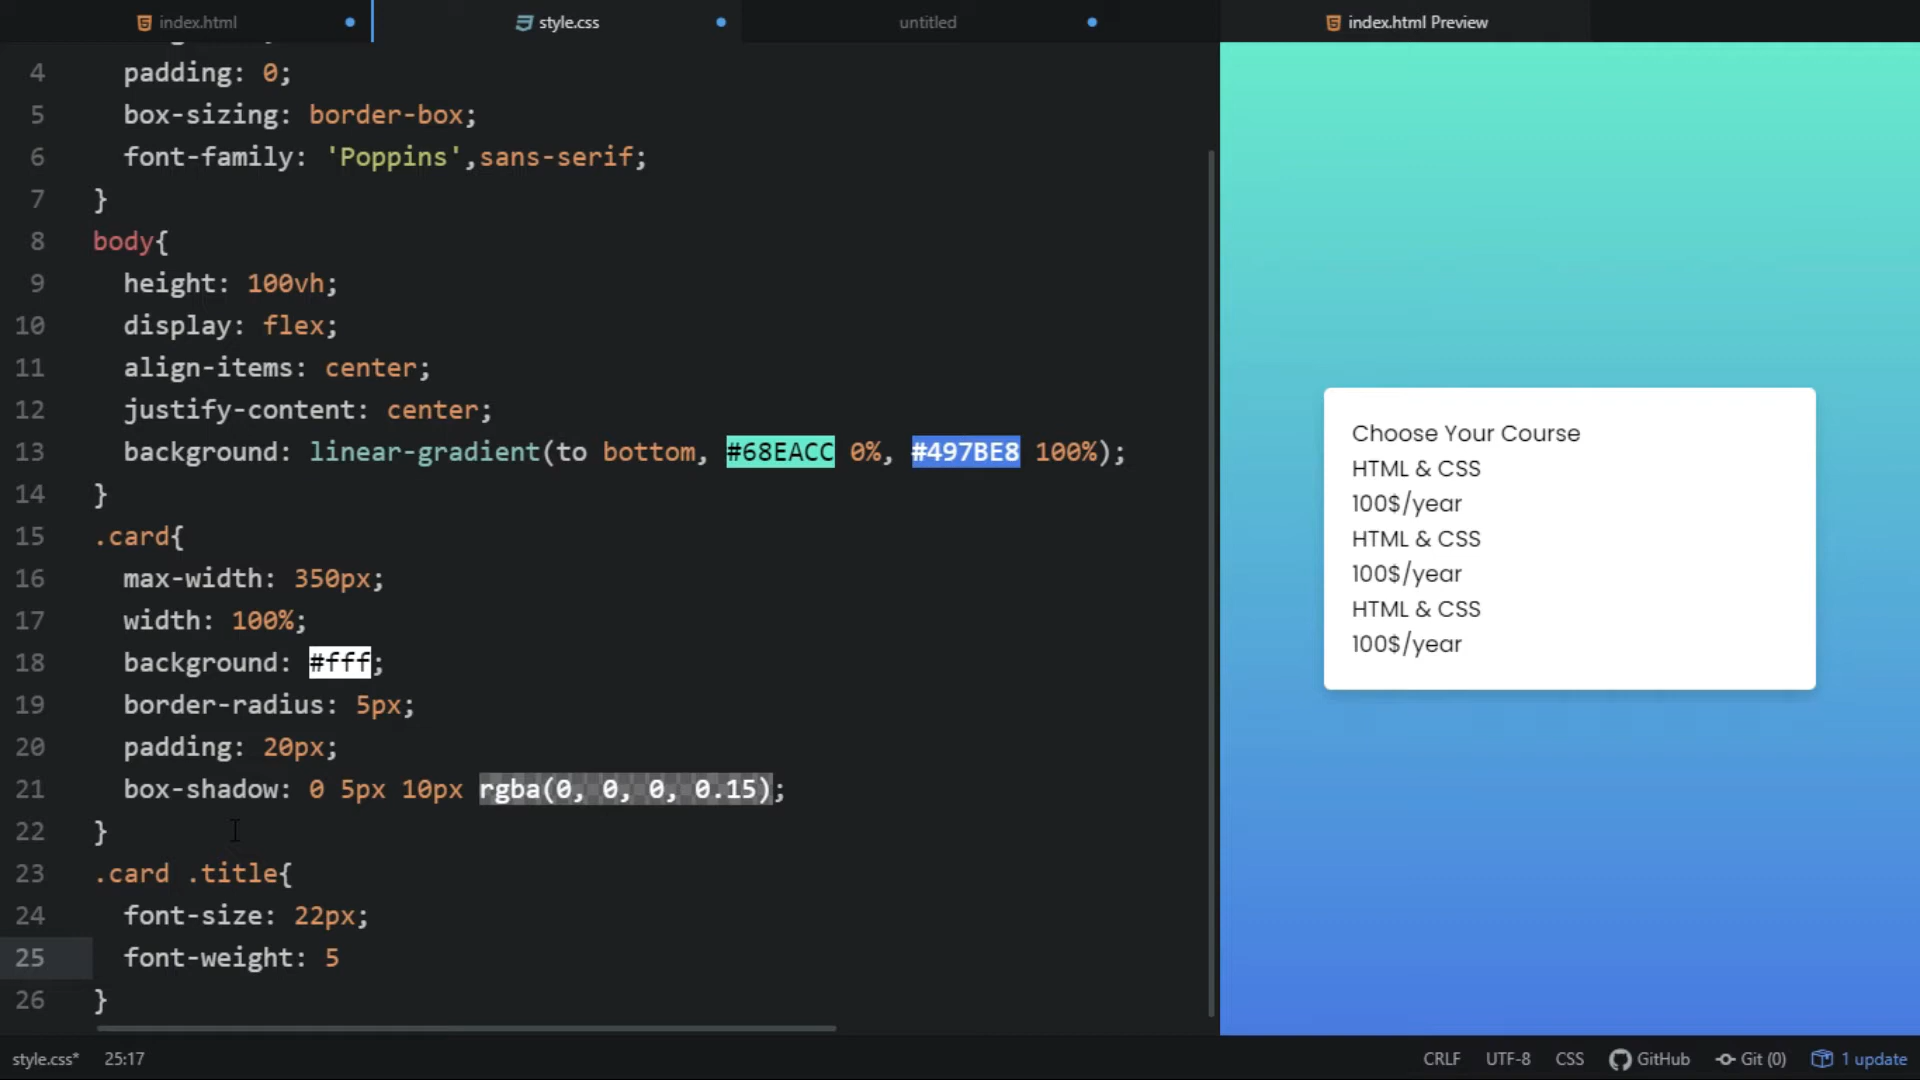 index.html
style.css
untitled
index.html Preview
4 padding: 0;
5 box-sizing: border-box;
6 font-family: 'Poppins',sans-serif;
7 }
8 body{
9 height: 100vh;
10 display: flex;
11 align-items: center;
12 justify-content: center;
13 background: linear-gradient(to bottom, #68EACC 0%, #497BE8 100%);
14 }
15 .card{
16 max-width: 350px;
17 width: 100%;
18 background: #fff;
19 border-radius: 5px;
20 padding: 20px;
21 box-shadow: 0 5px 10px rgba(0, 0, 0, 0.15);
22 }
23 .card .title{
24 font-size: 22px;
25 font-weight: 5
26 }
Choose Your Course
HTML & CSS
100$/year
HTML & CSS
100$/year
HTML & CSS
100$/year
style.css* 25:17 CRLF UTF-8 CSS GitHub Git (0) 1 update